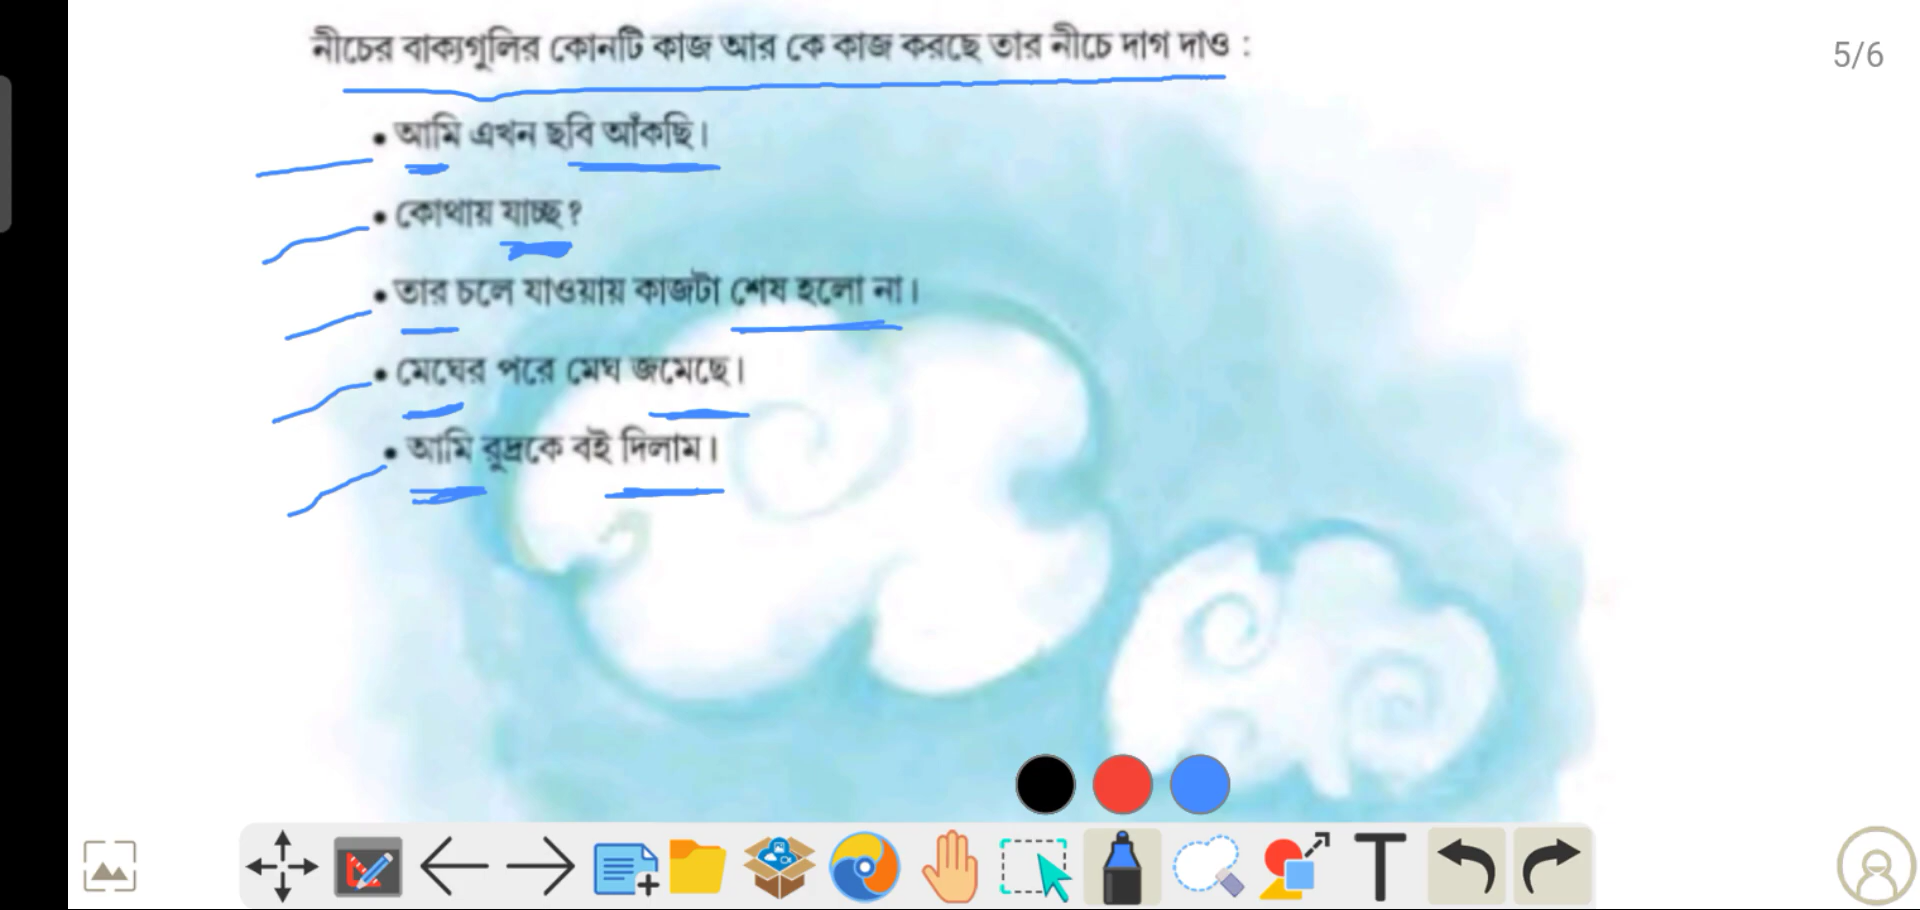 নীচের বাক্যগুলির কোনটি কাজ আর কে কাজ করছে তার নীচে দাগ দাও :
5/6
• আমি এখন ছবি আঁকছি।
• কোথায় যাচ্ছ?
• তার চলে যাওয়ায় কাজটা শেষ হলো না।
• মেঘের পরে মেঘ জমেছে।
• আমি রুদ্রকে বই দিলাম।